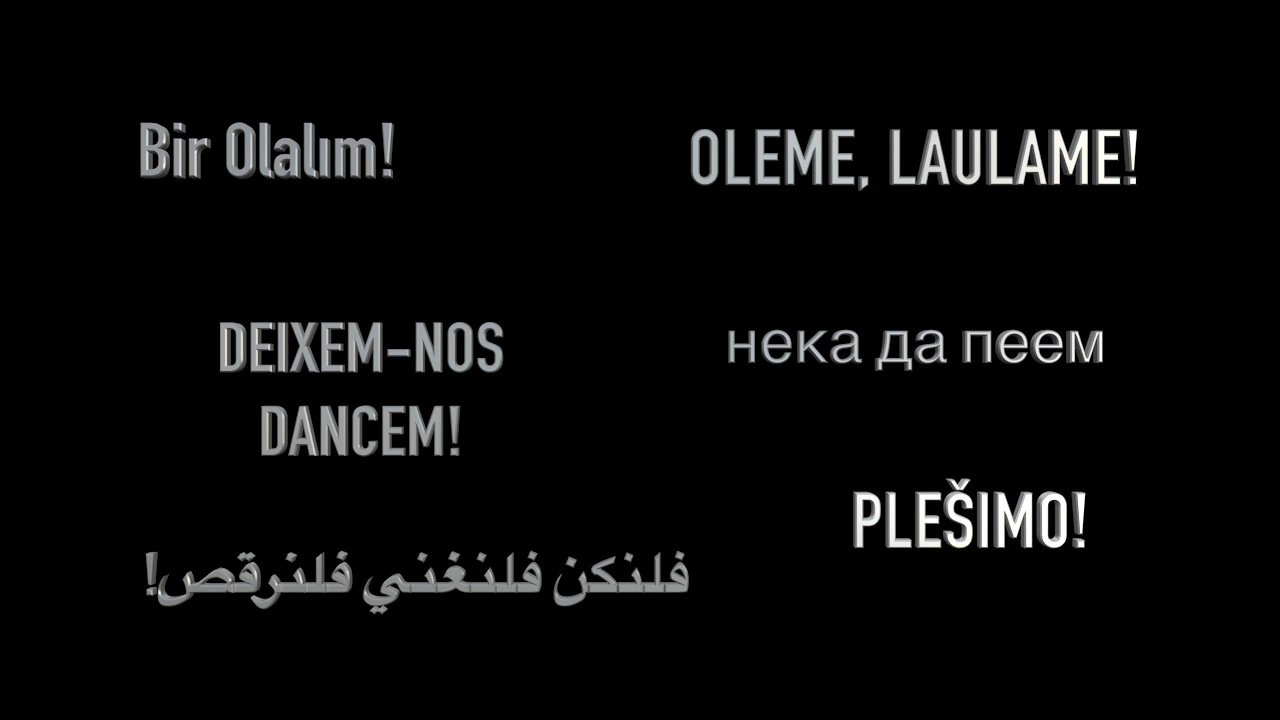 Bir Olalım!
OLEME, LAULAME!
DEIXEM-NOS
DANCEM!
нека да пеем
PLEŠIMO!
فلنكن فلنغني فلنرقص!